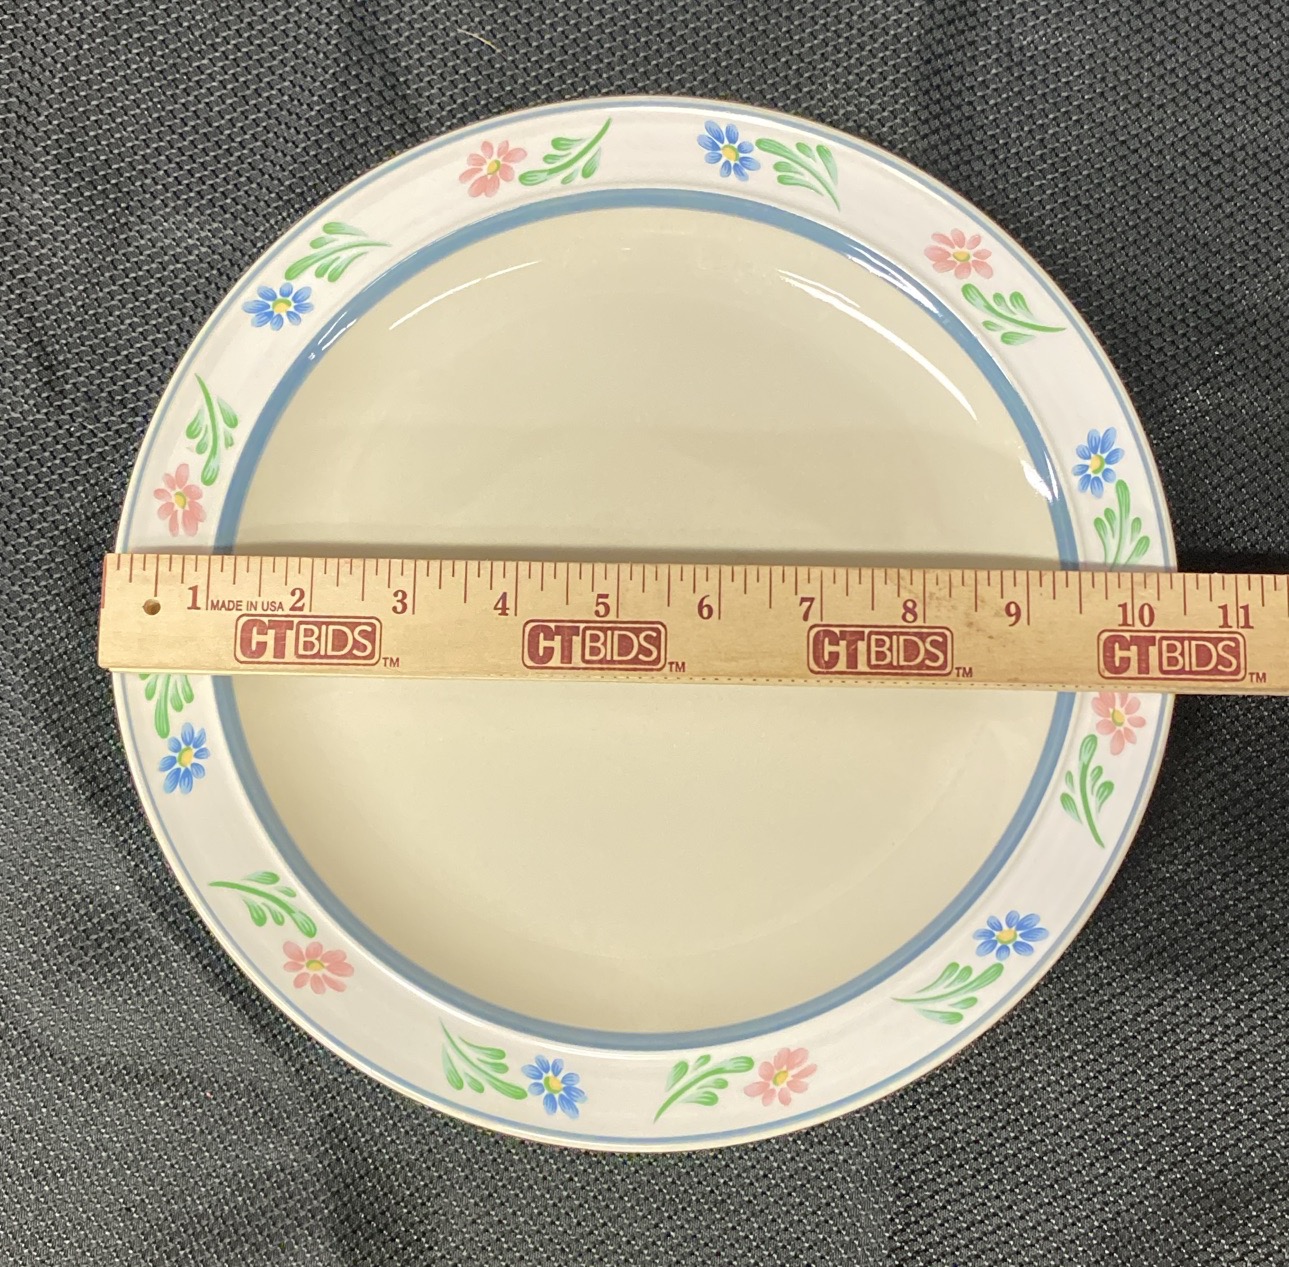 1 2 3 4 5 6 7 8 9 10 11
MADE IN USA
CTBIDS™ CTBIDS™ CTBIDS™ CTBIDS™